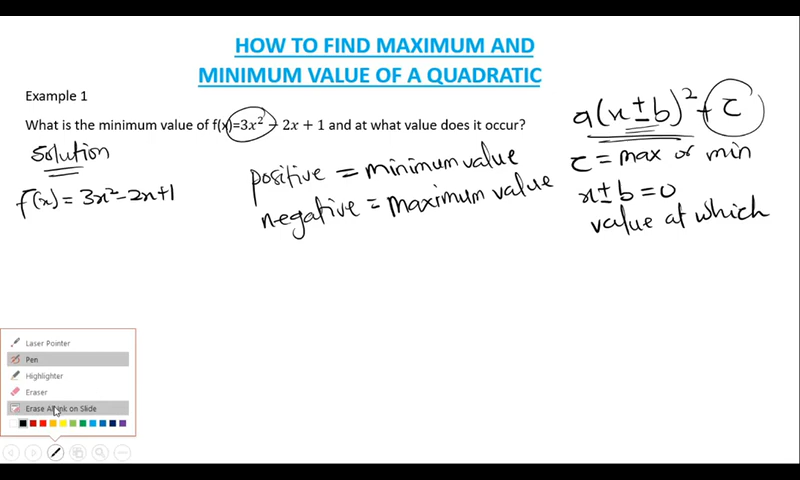 HOW TO FIND MAXIMUM AND
MINIMUM VALUE OF A QUADRATIC
Example 1
What is the minimum value of f(x)=3x² − 2x + 1 and at what value does it occur?
Solution
f(x) = 3x² - 2x + 1
positive = minimum value
negative = maximum value
a(x ± b)² + c
c = max or min
x ± b = 0
value at which
Laser Pointer
Pen
Highlighter
Eraser
Erase All Ink on Slide